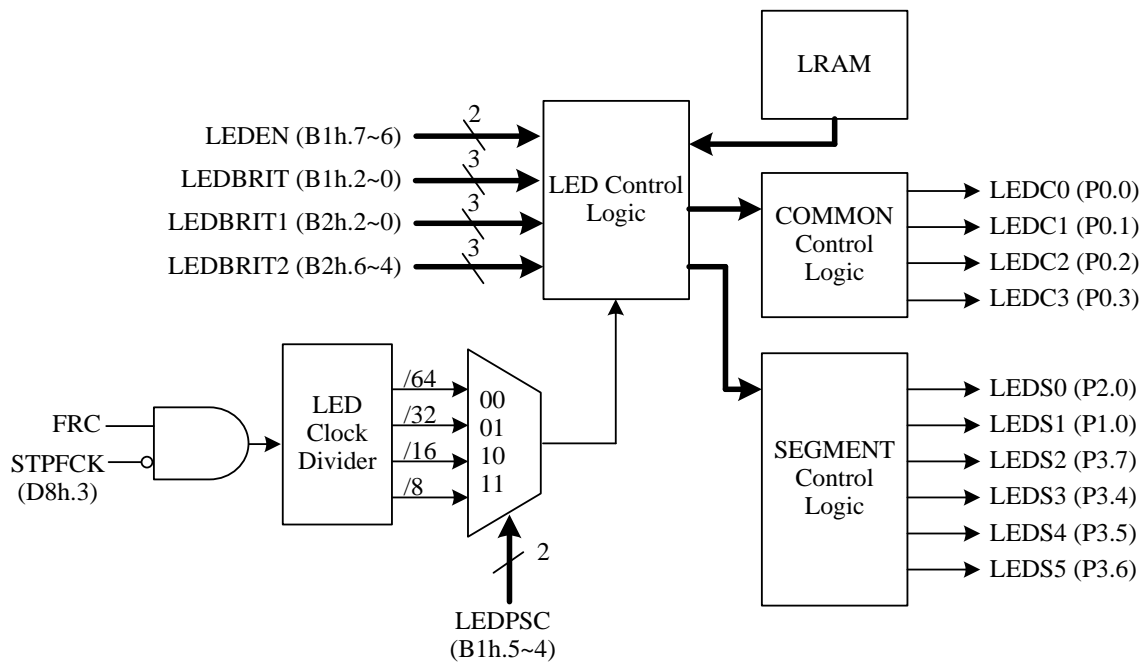 LRAM
2
LEDEN (B1h.7~6)
3
LEDBRIT (B1h.2~0)
3
LEDBRIT1 (B2h.2~0)
3
LEDBRIT2 (B2h.6~4)
LED Control
Logic
COMMON
Control
Logic
LEDC0 (P0.0)
LEDC1 (P0.1)
LEDC2 (P0.2)
LEDC3 (P0.3)
FRC
STPFCK
(D8h.3)
LED
Clock
Divider
/64
/32
/16
/8
00
01
10
11
2
LEDPSC
(B1h.5~4)
SEGMENT
Control
Logic
LEDS0 (P2.0)
LEDS1 (P1.0)
LEDS2 (P3.7)
LEDS3 (P3.4)
LEDS4 (P3.5)
LEDS5 (P3.6)